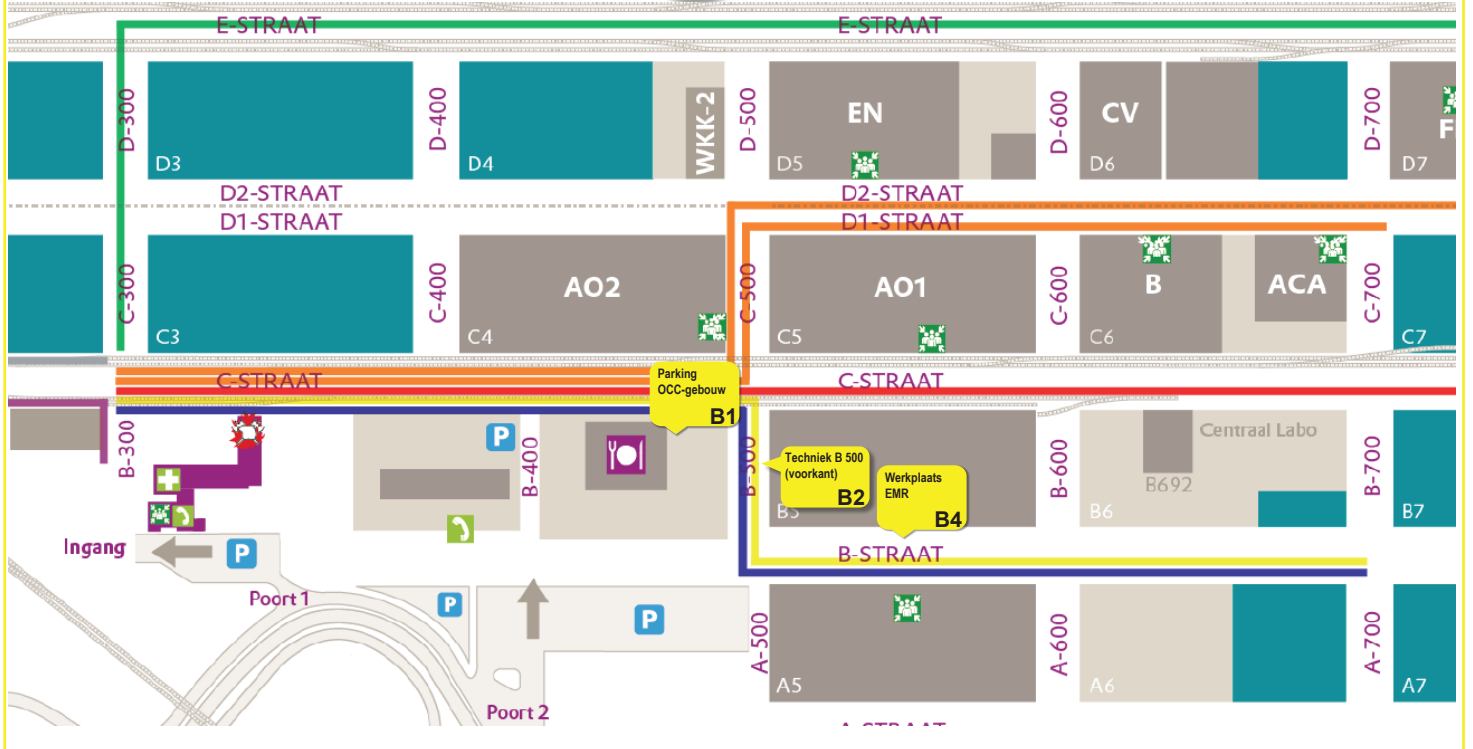 E-STRAAT
E-STRAAT
D-300
D-400
D-500
D-600
D-700
D3
D4
WKK-2
EN
D5
CV
D6
F
D7
D2-STRAAT
D2-STRAAT
D1-STRAAT
D1-STRAAT
C-300
C-400
C-500
C-600
C-700
C3
AO2
C4
AO1
C5
B
C6
ACA
C7
C-STRAAT
C-STRAAT
Parking
OCC-gebouw
B1
B-300
B-400
B-500
B-600
B-700
P
Techniek B 500
(voorkant)
B2
Werkplaats
EMR
B4
B5
Centraal Labo
B692
B6
B7
Ingang
P
B-STRAAT
Poort 1
P
P
A-500
A-600
A-700
A5
A6
A7
Poort 2
A-STRAAT